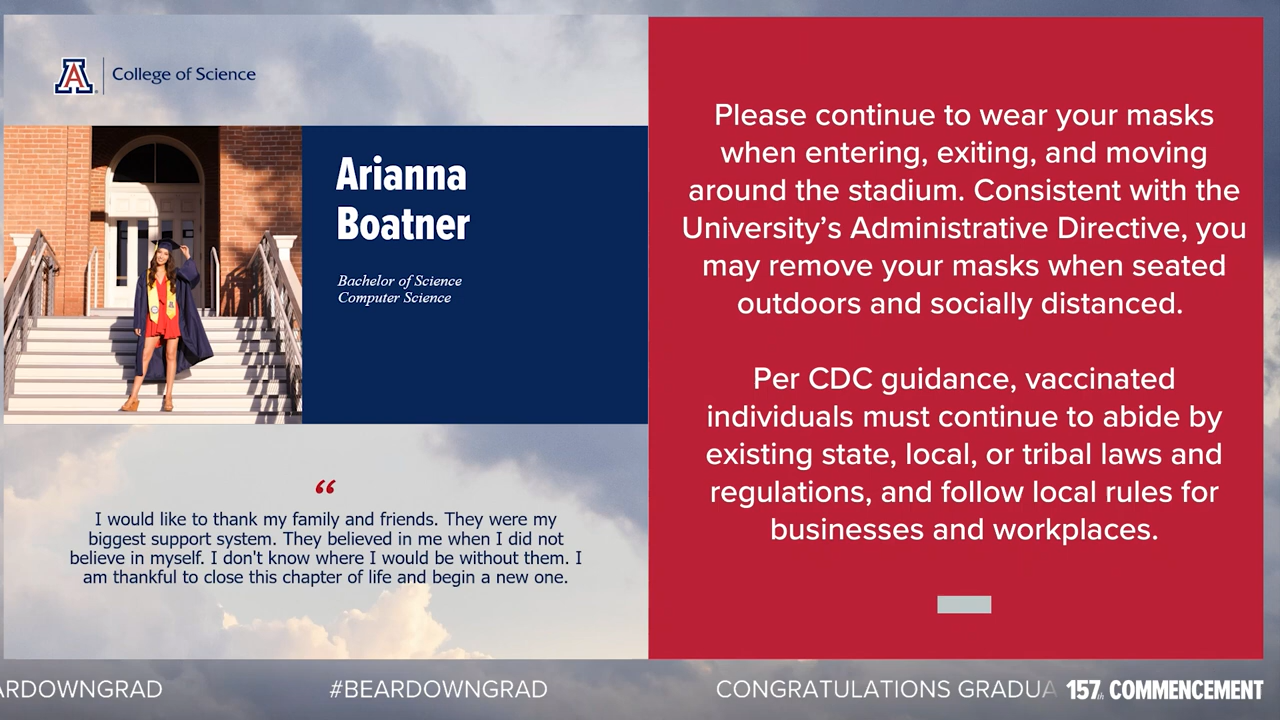 A
College of Science
Arianna
Boatner
Bachelor of Science
Computer Science
“
I would like to thank my family and friends. They were my
biggest support system. They believed in me when I did not
believe in myself. I don't know where I would be without them. I
am thankful to close this chapter of life and begin a new one.
Please continue to wear your masks
when entering, exiting, and moving
around the stadium. Consistent with the
University’s Administrative Directive, you
may remove your masks when seated
outdoors and socially distanced.
Per CDC guidance, vaccinated
individuals must continue to abide by
existing state, local, or tribal laws and
regulations, and follow local rules for
businesses and workplaces.
ARDOWNGRAD #BEARDOWNGRAD CONGRATULATIONS GRADUA 157th COMMENCEMENT